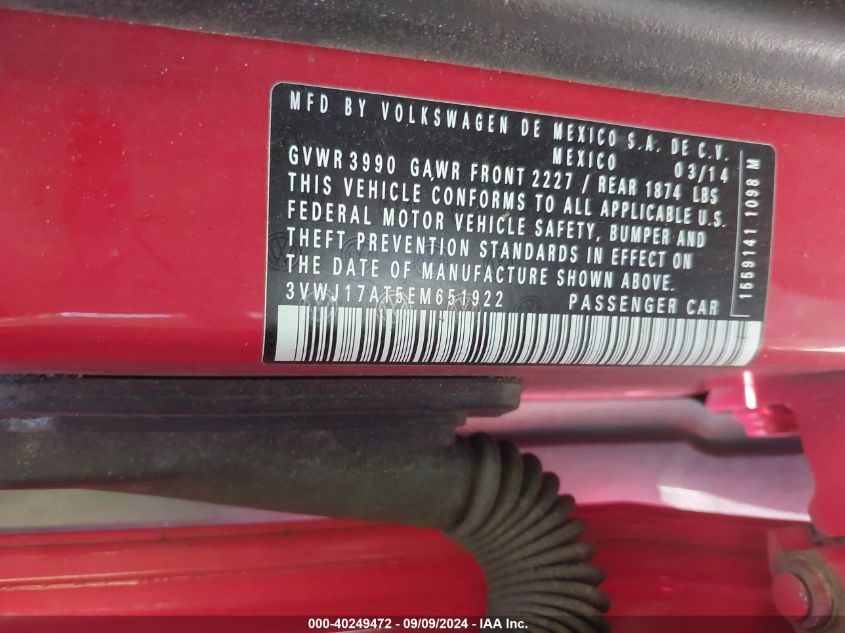 MFD BY VOLKSWAGEN DE MEXICO S.A. DE C.V.
MEXICO 03/14
GVWR 3990 GAWR FRONT 2227 / REAR 1874 LBS
THIS VEHICLE CONFORMS TO ALL APPLICABLE U.S.
FEDERAL MOTOR VEHICLE SAFETY, BUMPER AND
THEFT PREVENTION STANDARDS IN EFFECT ON
THE DATE OF MANUFACTURE SHOWN ABOVE.
3VWJ17AT5EM651922 PASSENGER CAR
1559141 1098 M
000-40249472 - 09/09/2024 - IAA Inc.